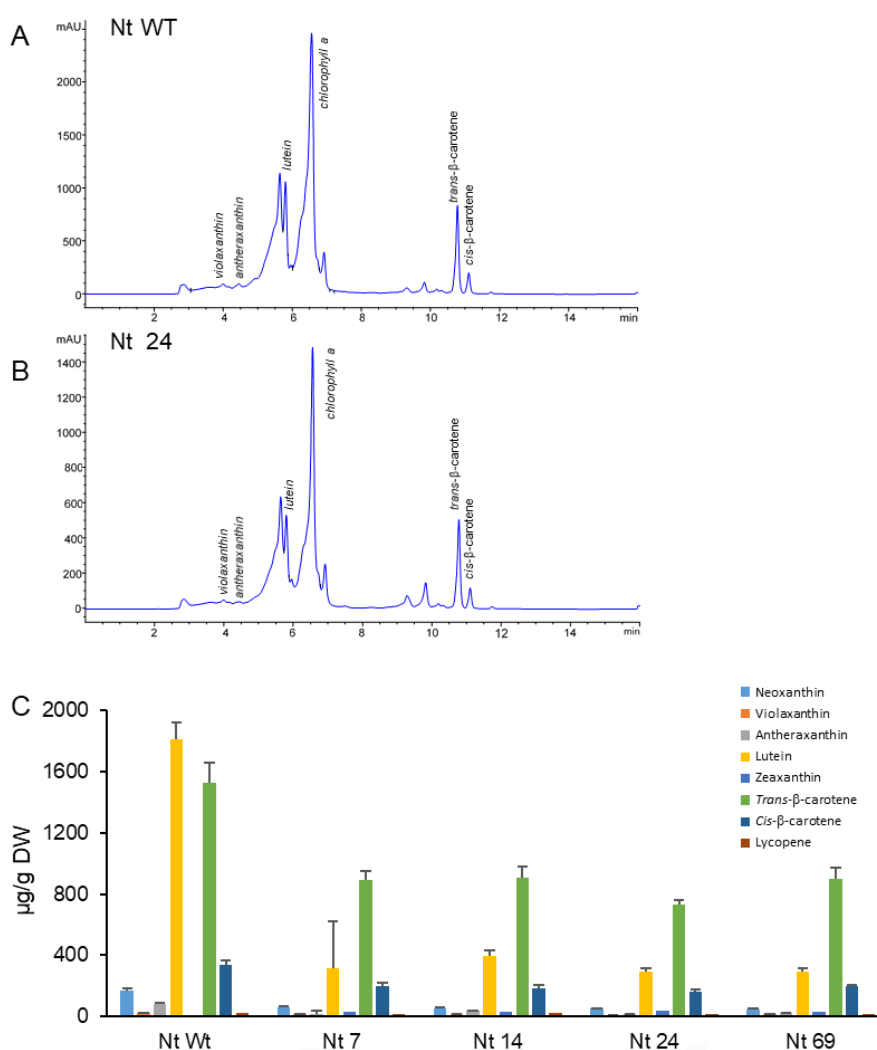 A
Nt WT
mAU
2000
1500
1000
500
0
violaxanthin
antheraxanthin
lutein
chlorophyll a
trans-β-carotene
cis-β-carotene
2 4 6 8 10 12 14 min
B
Nt 24
mAU
1400
1200
1000
800
600
400
200
0
violaxanthin
antheraxanthin
lutein
chlorophyll a
trans-β-carotene
cis-β-carotene
2 4 6 8 10 12 14 min
C
µg/g DW
2000
1600
1200
800
400
0
Neoxanthin
Violaxanthin
Antheraxanthin
Lutein
Zeaxanthin
Trans-β-carotene
Cis-β-carotene
Lycopene
Nt Wt Nt 7 Nt 14 Nt 24 Nt 69